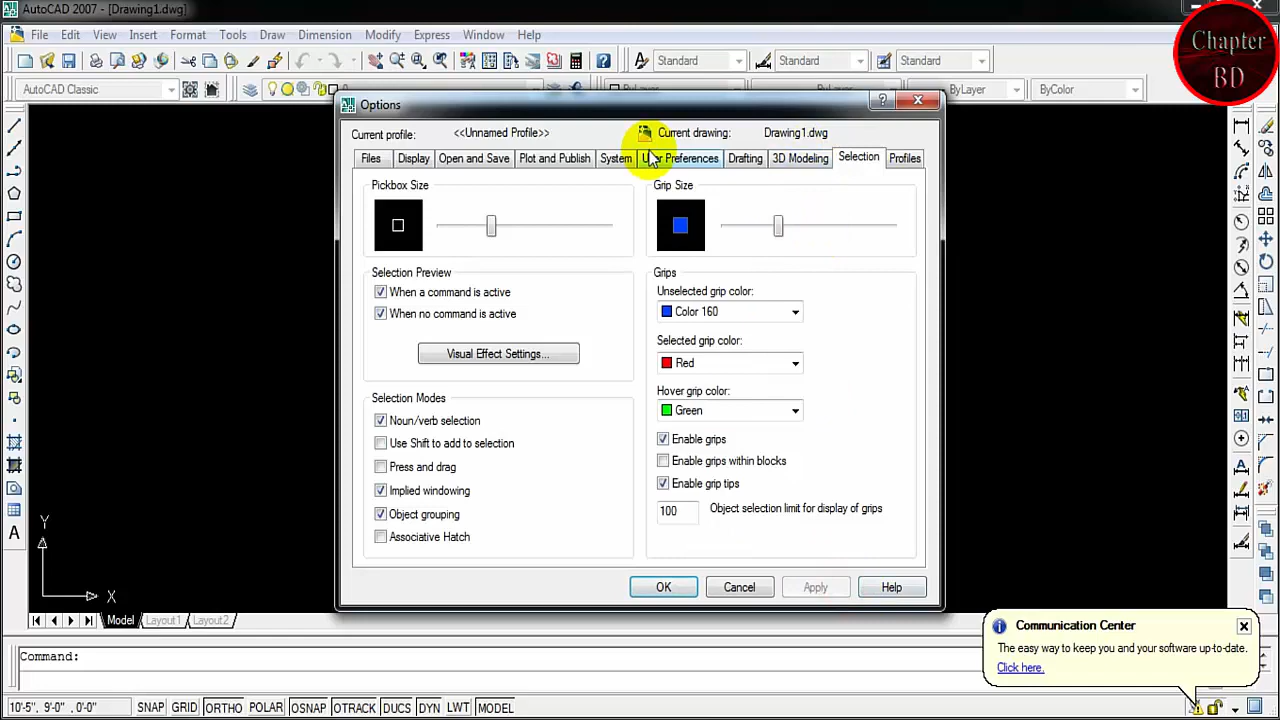 AutoCAD 2007 - [Drawing1.dwg]
File Edit View Insert Format Tools Draw Dimension Modify Express Window Help
Chapter
BD
Standard Standard Standard
AutoCAD Classic
0 ByLayer ByLayer ByLayer ByColor
Options
Current profile: <<Unnamed Profile>> Current drawing: Drawing1.dwg
Files Display Open and Save Plot and Publish System User Preferences Drafting 3D Modeling Selection Profiles
Pickbox Size
Grip Size
Selection Preview
When a command is active
When no command is active
Visual Effect Settings...
Selection Modes
Noun/verb selection
Use Shift to add to selection
Press and drag
Implied windowing
Object grouping
Associative Hatch
Grips
Unselected grip color:
Color 160
Selected grip color:
Red
Hover grip color:
Green
Enable grips
Enable grips within blocks
Enable grip tips
100 Object selection limit for display of grips
OK Cancel Apply Help
Y
X
Model Layout1 Layout2
Command:
Communication Center
The easy way to keep you and your software up-to-date.
Click here.
10'-5", 9'-0" , 0'-0" SNAP GRID ORTHO POLAR OSNAP OTRACK DUCS DYN LWT MODEL